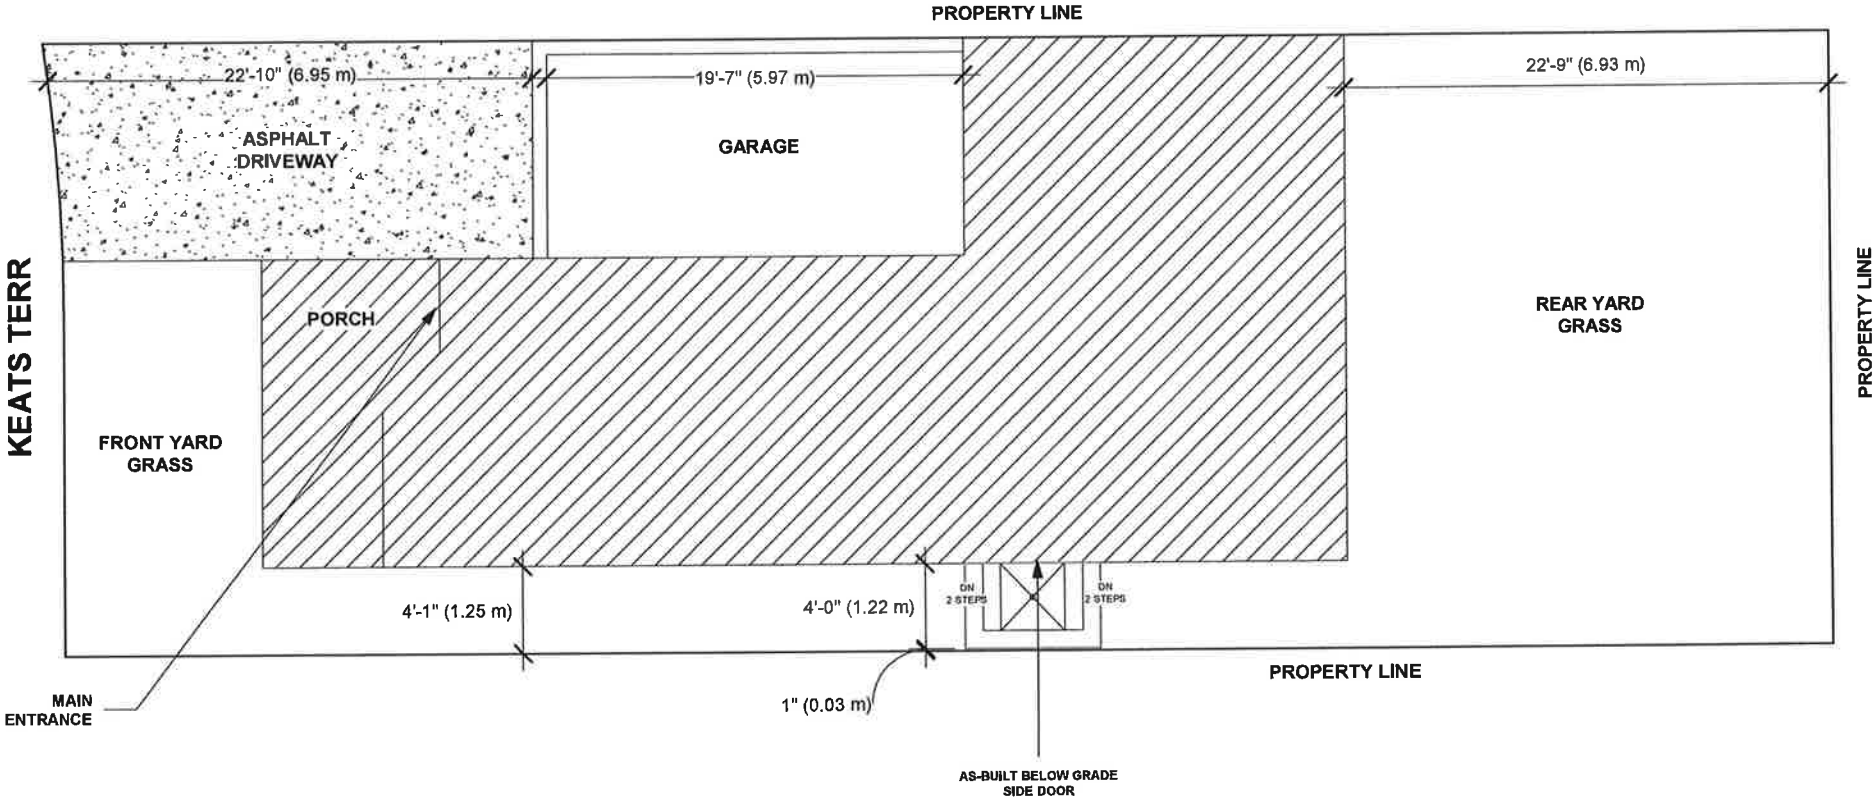 PROPERTY LINE
22'-10" (6.95 m)
19'-7" (5.97 m)
22'-9" (6.93 m)
ASPHALT
DRIVEWAY
GARAGE
KEATS TERR
PORCH
REAR YARD
GRASS
PROPERTY LINE
FRONT YARD
GRASS
4'-1" (1.25 m)
4'-0" (1.22 m)
DN
2 STEPS
DN
2 STEPS
PROPERTY LINE
MAIN
ENTRANCE
1" (0.03 m)
AS-BUILT BELOW GRADE
SIDE DOOR